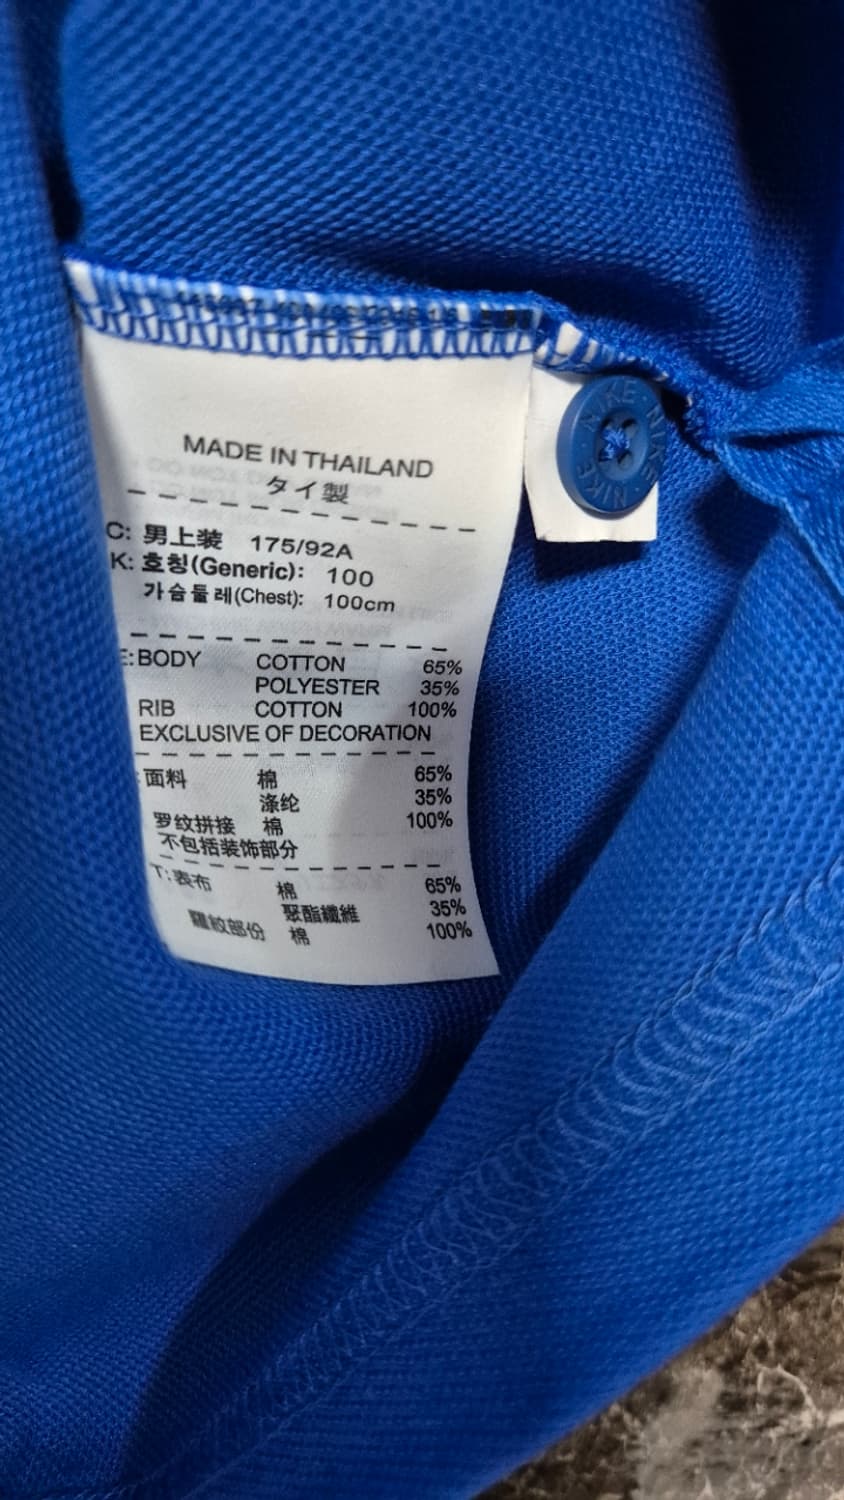 MADE IN THAILAND
タイ製
C: 男上装 175/92A
K: 호칭(Generic): 100
가슴둘레(Chest): 100cm
E: BODY COTTON 65%
POLYESTER 35%
RIB COTTON 100%
EXCLUSIVE OF DECORATION
: 面料 棉 65%
涤纶 35%
罗纹拼接 棉 100%
不包括装饰部分
T: 表布 棉 65%
聚酯纖維 35%
羅紋部份 棉 100%
NIKE NIKE NIKE